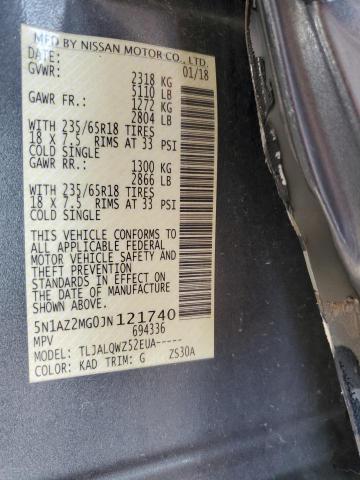 MFD BY NISSAN MOTOR CO., LTD.
DATE: 01/18
GVWR: 2318 KG
5110 LB
GAWR FR.: 1272 KG
2804 LB
WITH 235/65R18 TIRES
18 X 7.5 RIMS AT 33 PSI
COLD SINGLE
GAWR RR.: 1300 KG
2866 LB
WITH 235/65R18 TIRES
18 X 7.5 RIMS AT 33 PSI
COLD SINGLE
THIS VEHICLE CONFORMS TO
ALL APPLICABLE FEDERAL
MOTOR VEHICLE SAFETY AND
THEFT PREVENTION
STANDARDS IN EFFECT ON
THE DATE OF MANUFACTURE
SHOWN ABOVE.
5N1AZ2MG0JN121740
MPV 694336
MODEL: TLJALQWZ52EUA-----
COLOR: KAD TRIM: G ZS30A